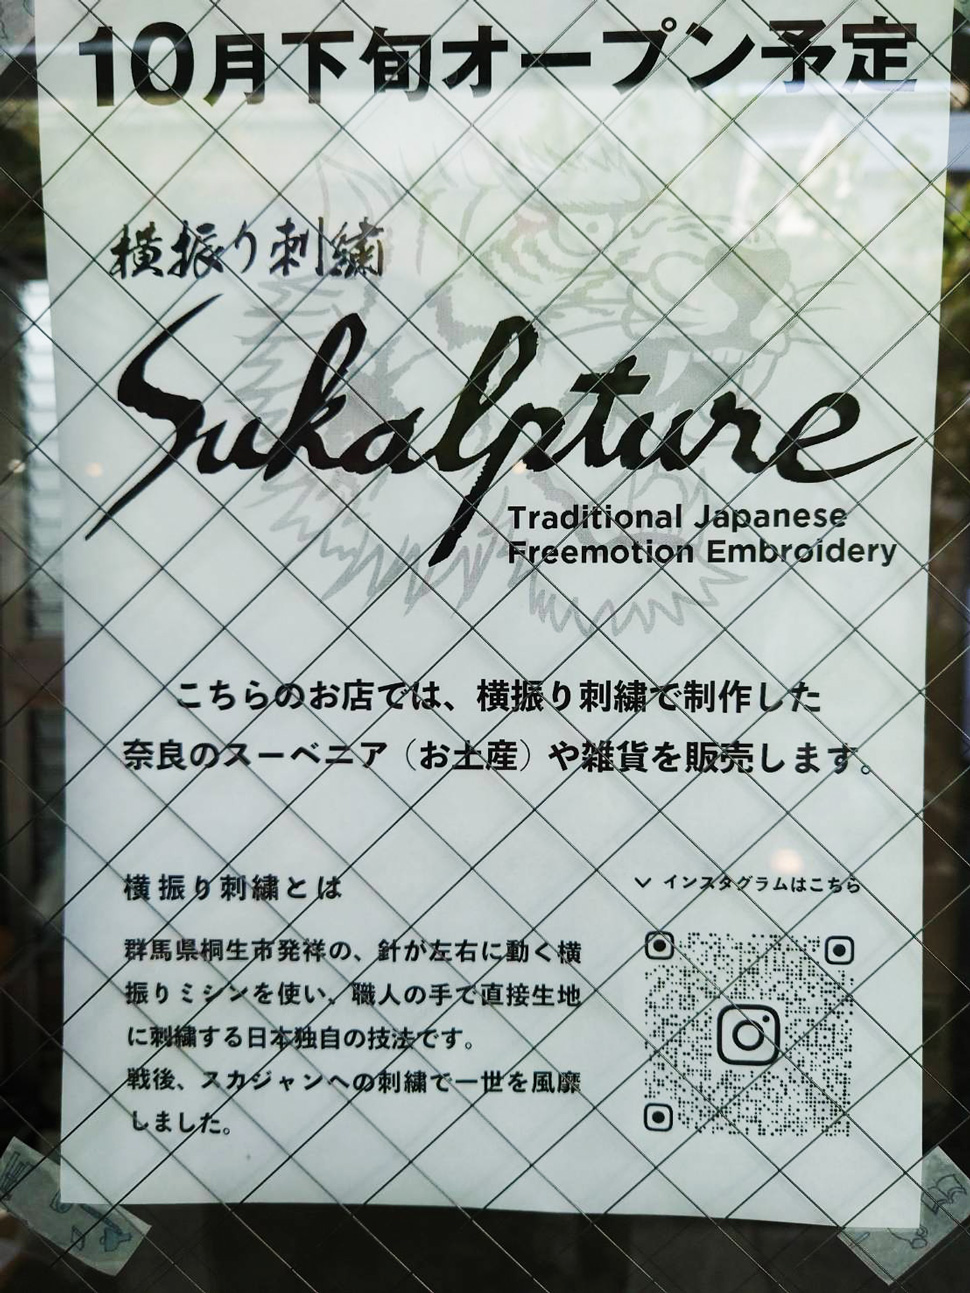 10月下旬オープン予定
横振り刺繍
Sukalpture
Traditional Japanese
Freemotion Embroidery
こちらのお店では、横振り刺繍で制作した
奈良のスーベニア（お土産）や雑貨を販売します。
横振り刺繍とは
群馬県桐生市発祥の、針が左右に動く横
振りミシンを使い、職人の手で直接生地
に刺繍する日本独自の技法です。
戦後、スカジャンへの刺繍で一世を風靡
しました。
∨ インスタグラムはこちら